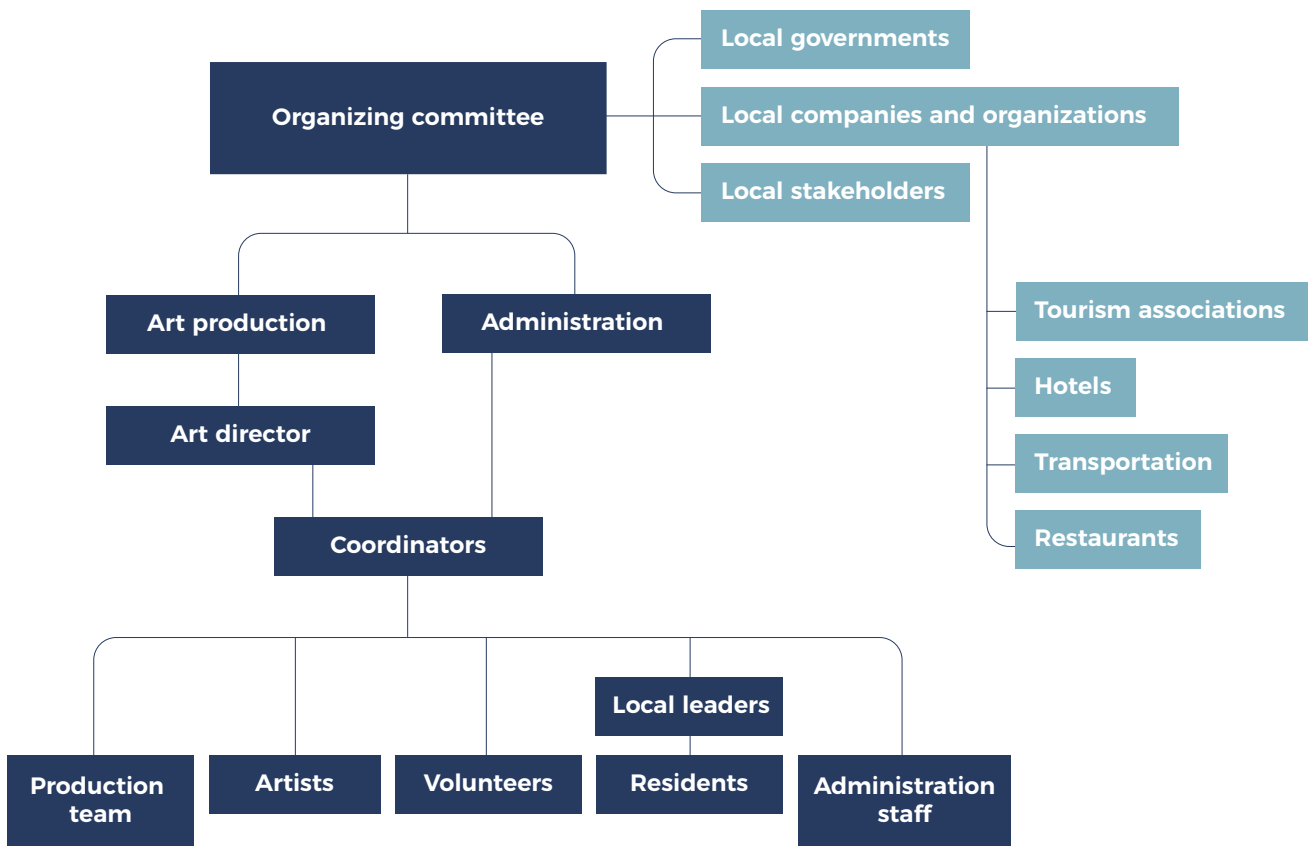 Local governments
Organizing committee
Local companies and organizations
Local stakeholders
Art production
Administration
Tourism associations
Hotels
Art director
Transportation
Restaurants
Coordinators
Local leaders
Production
team
Artists
Volunteers
Residents
Administration
staff